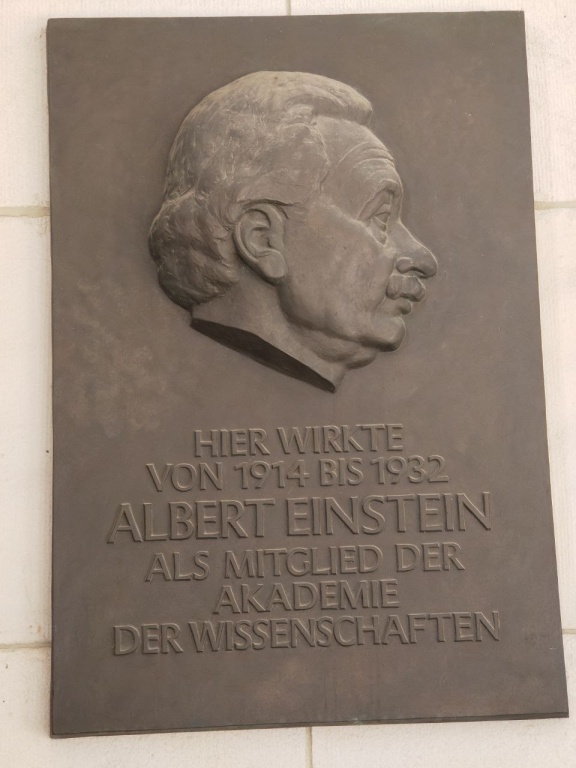 HIER WIRKTE
VON 1914 BIS 1932
ALBERT EINSTEIN
ALS MITGLIED DER
AKADEMIE
DER WISSENSCHAFTEN